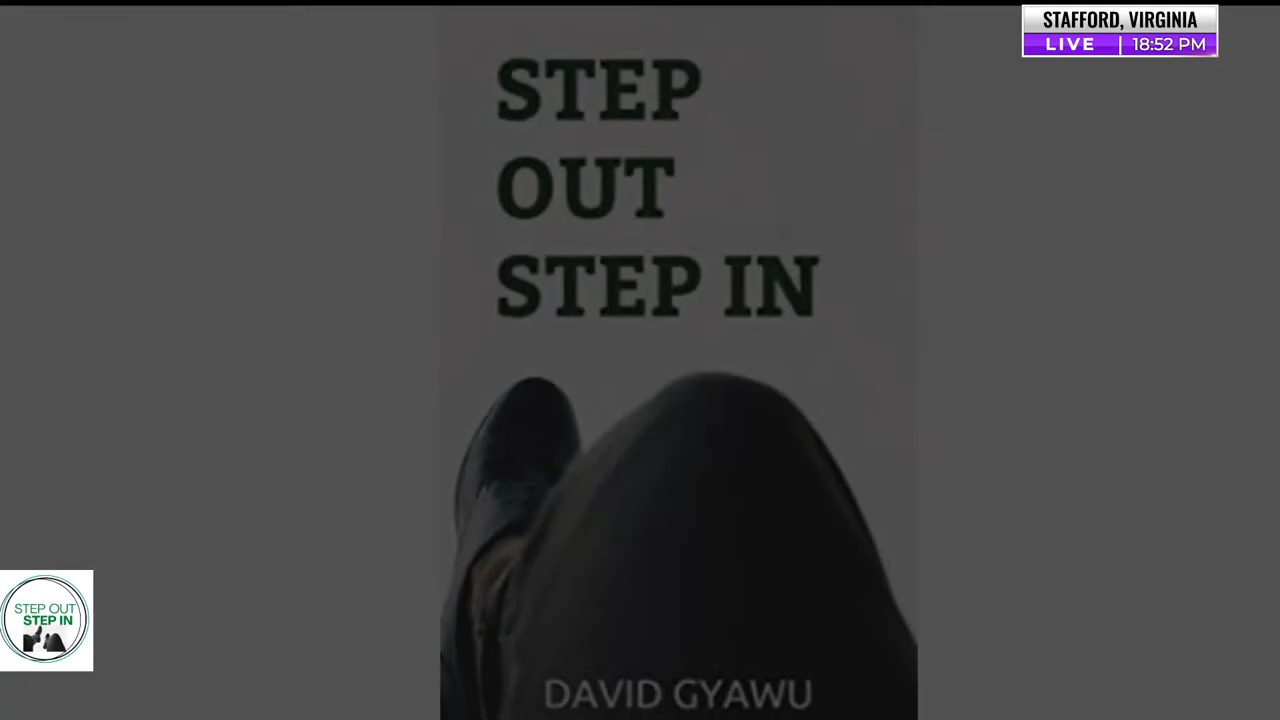 STAFFORD, VIRGINIA
LIVE | 18:52 PM
STEP
OUT
STEP IN
DAVID GYAWU
STEP OUT
STEP IN